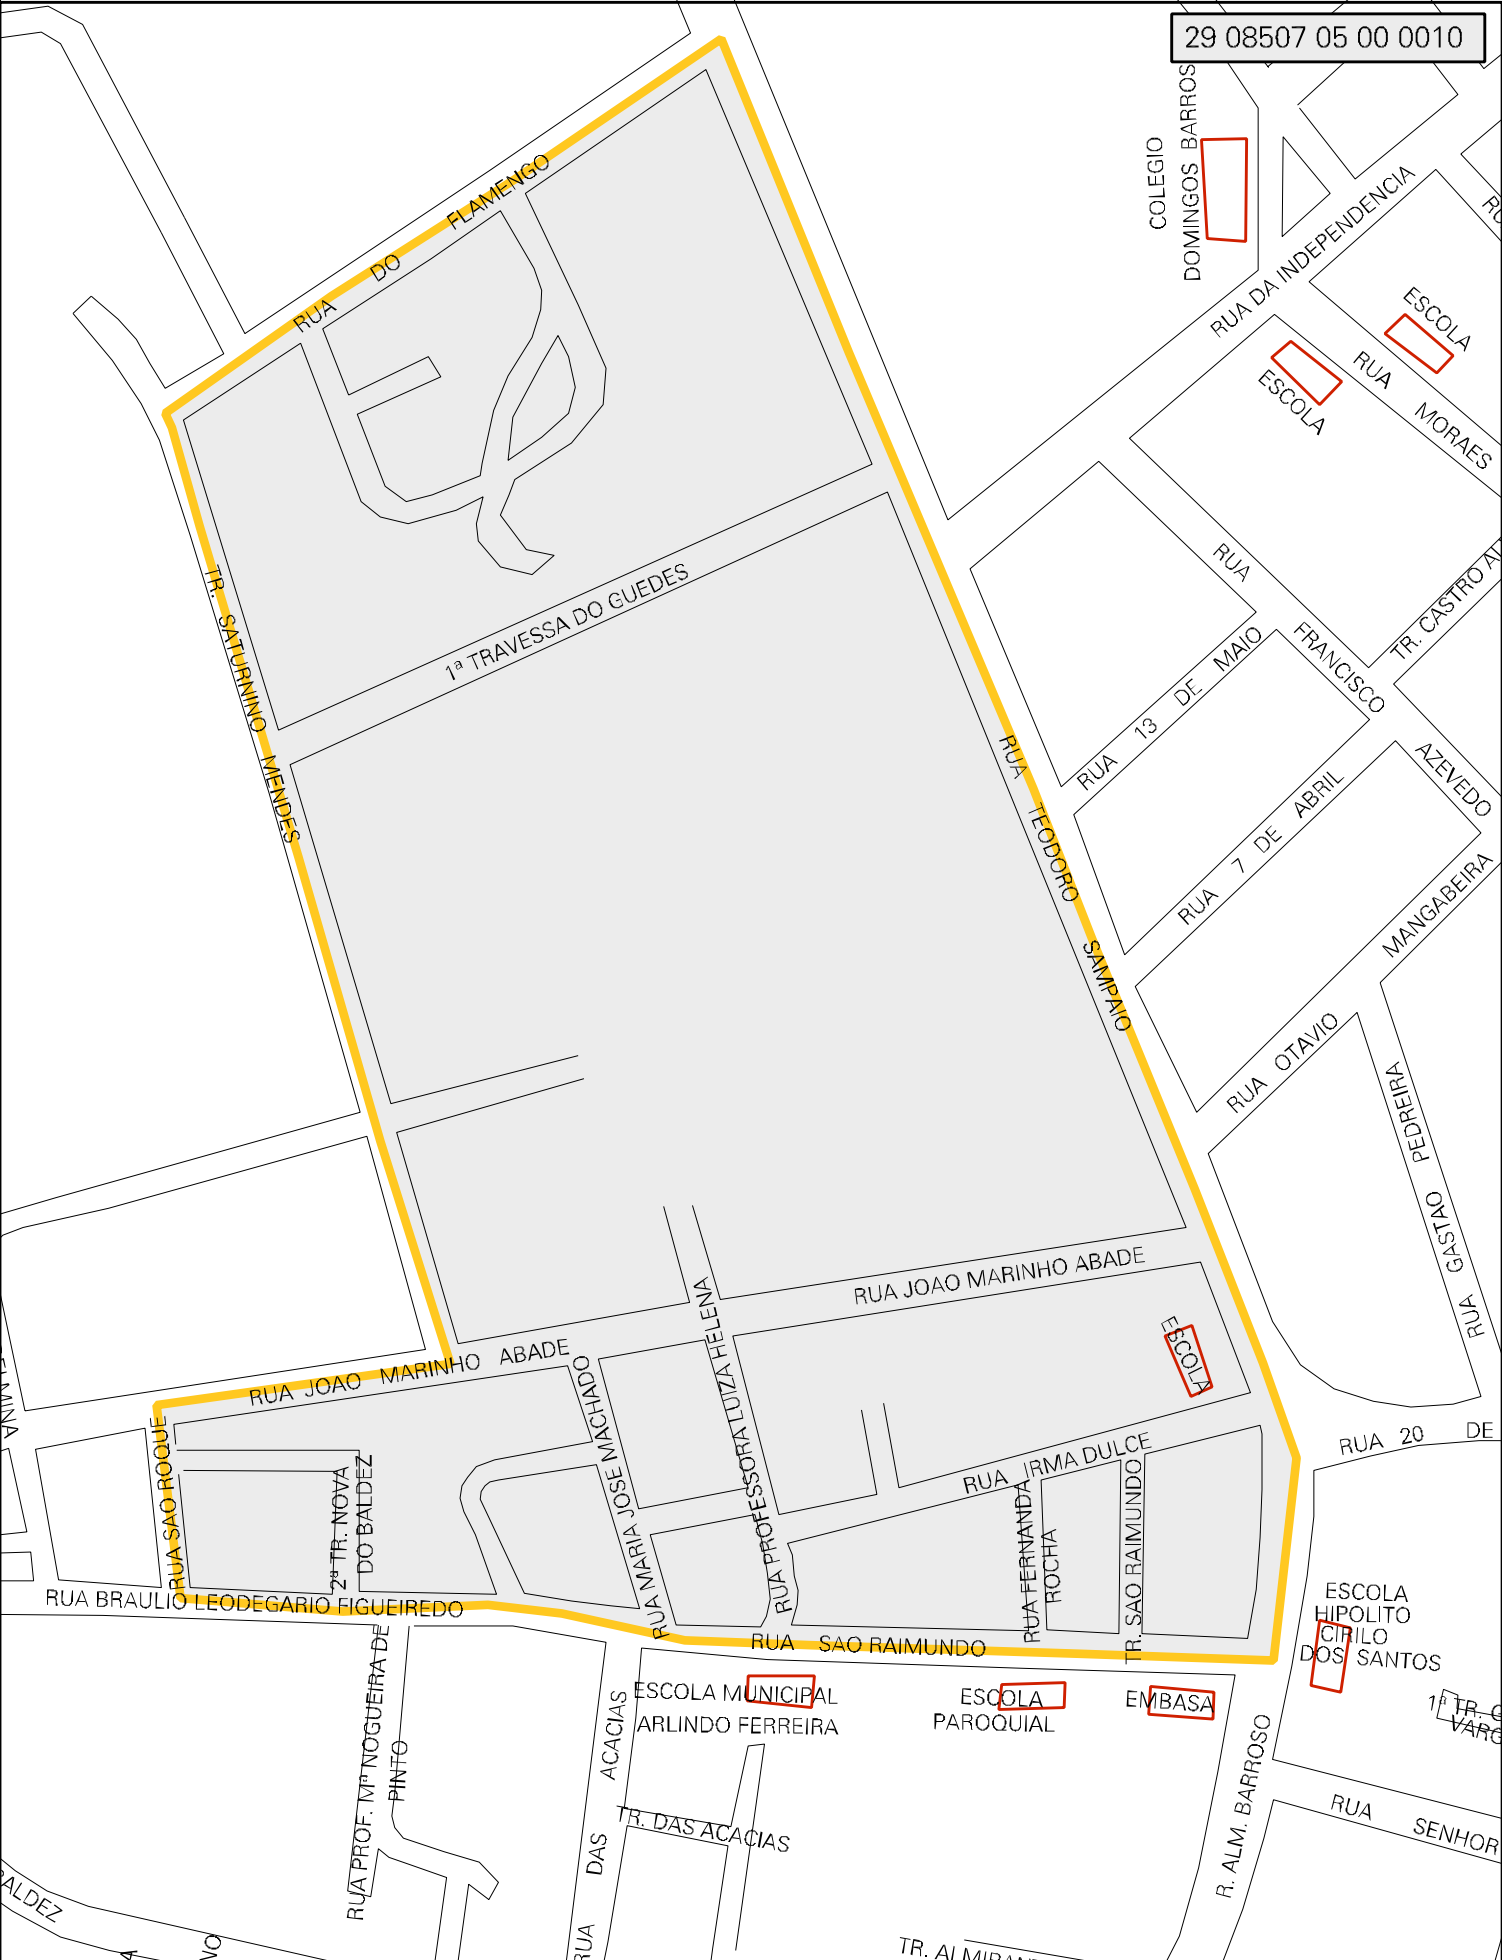 29 08507 05 00 0010
COLEGIO
DOMINGOS BARROS
RUA DO FLAMENGO
RUA DA INDEPENDENCIA
ESCOLA
ESCOLA
RUA MORAES
TR. SATURNINO MENDES
1ª TRAVESSA DO GUEDES
RUA FRANCISCO AZEVEDO
TR. CASTRO
RUA 13 DE MAIO
RUA 7 DE ABRIL
RUA TEODORO SAMPAIO
RUA OTAVIO MANGABEIRA
RUA GASTAO PEDREIRA
RUA JOAO MARINHO ABADE
RUA JOAO MARINHO ABADE
ESCOLA
RUA 20 DE
RUA SAO ROQUE
2ª TR. NOVA
DO BALDEZ
RUA MARIA JOSE MACHADO
RUA PROFESSORA LUIZA HELENA
RUA IRMA DULCE
RUA FERNANDA
ROCHA
TR. SAO RAIMUNDO
RUA BRAULIO LEODEGARIO FIGUEIREDO
RUA SAO RAIMUNDO
ESCOLA
HIPOLITO
CIRILO
DOS SANTOS
ESCOLA MUNICIPAL
ARLINDO FERREIRA
ESCOLA
PAROQUIAL
EMBASA
1ª TR.
RUA PROF. Mª NOGUEIRA DE
PINTO
RUA DAS ACACIAS
TR. DAS ACACIAS
R. ALM. BARROSO
RUA SENHOR
ALDEZ
TR.